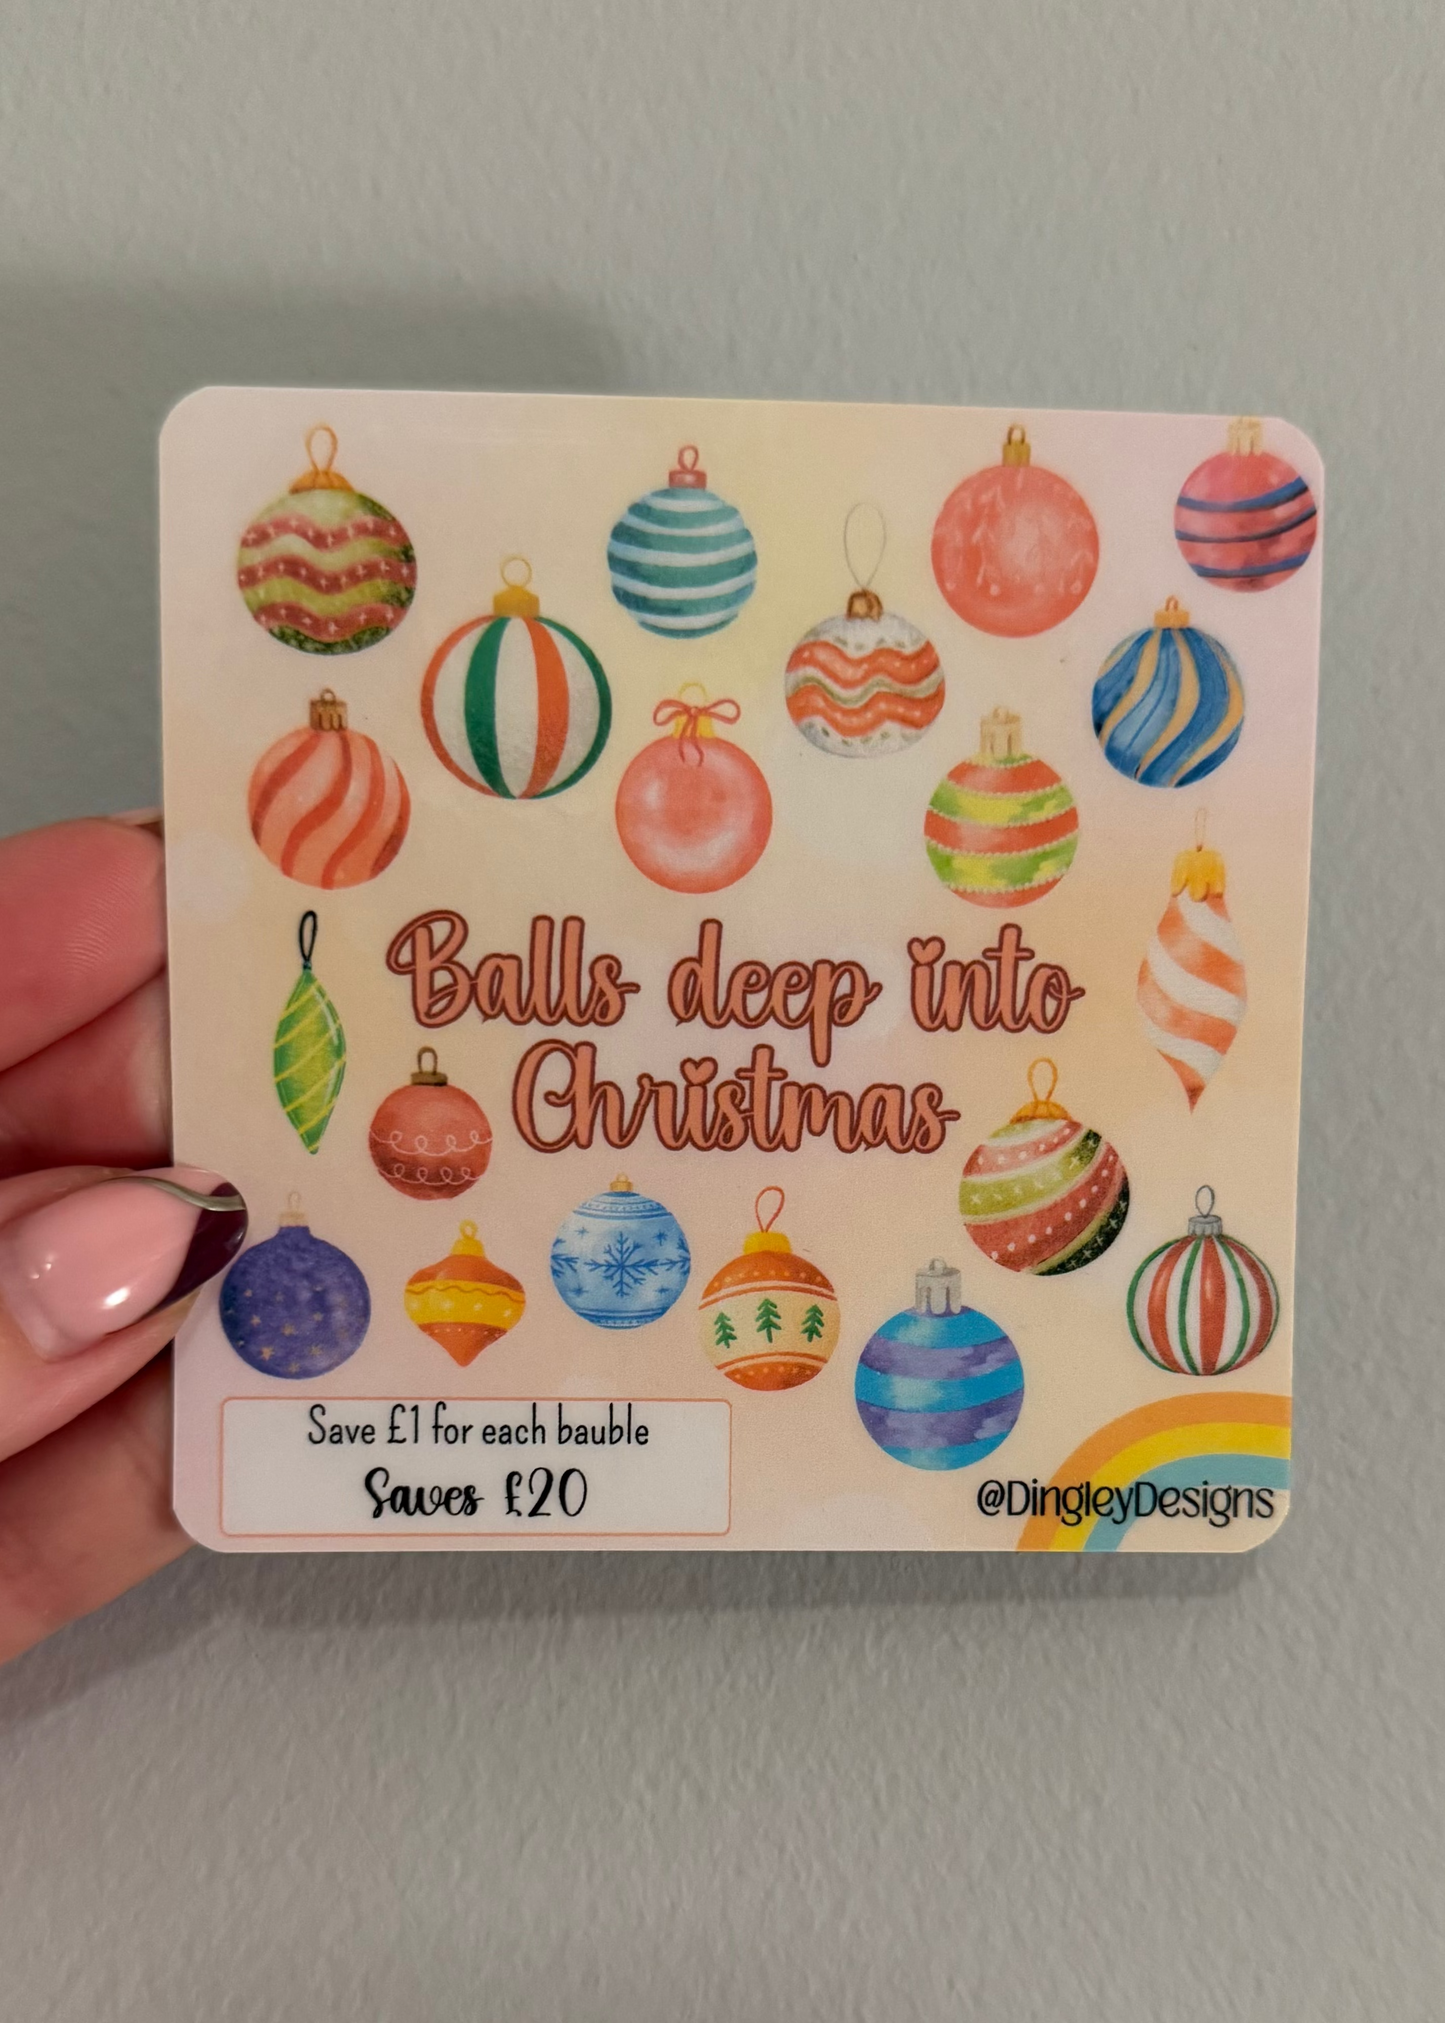 Balls deep into
Christmas
Save £1 for each bauble
Saves £20
@DingleyDesigns